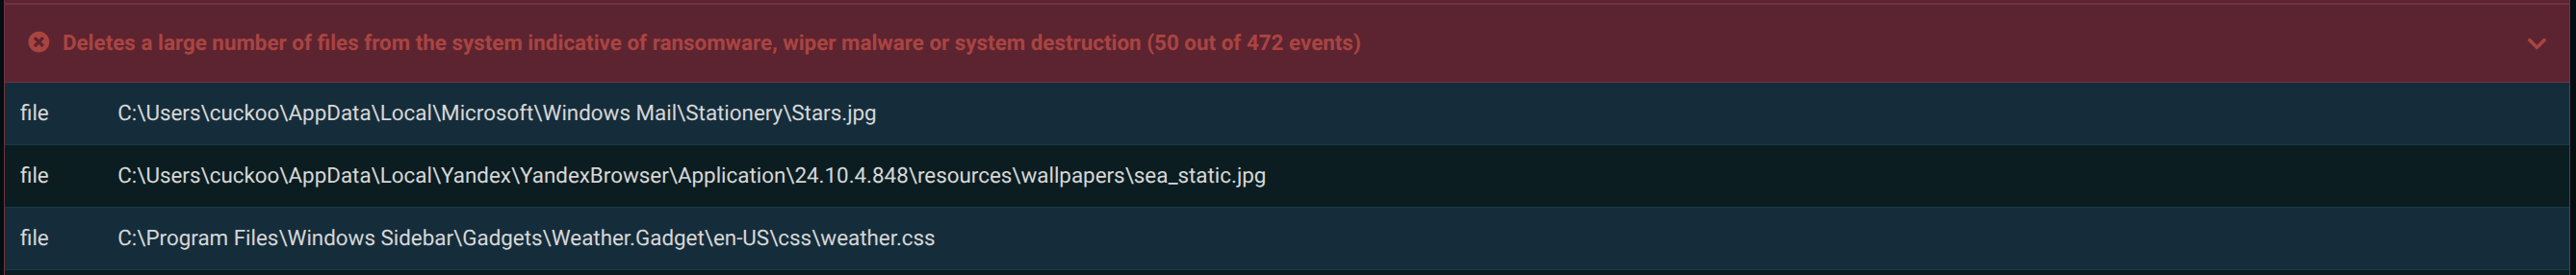 Deletes a large number of files from the system indicative of ransomware, wiper malware or system destruction (50 out of 472 events)
file C:\Users\cuckoo\AppData\Local\Microsoft\Windows Mail\Stationery\Stars.jpg
file C:\Users\cuckoo\AppData\Local\Yandex\YandexBrowser\Application\24.10.4.848\resources\wallpapers\sea_static.jpg
file C:\Program Files\Windows Sidebar\Gadgets\Weather.Gadget\en-US\css\weather.css